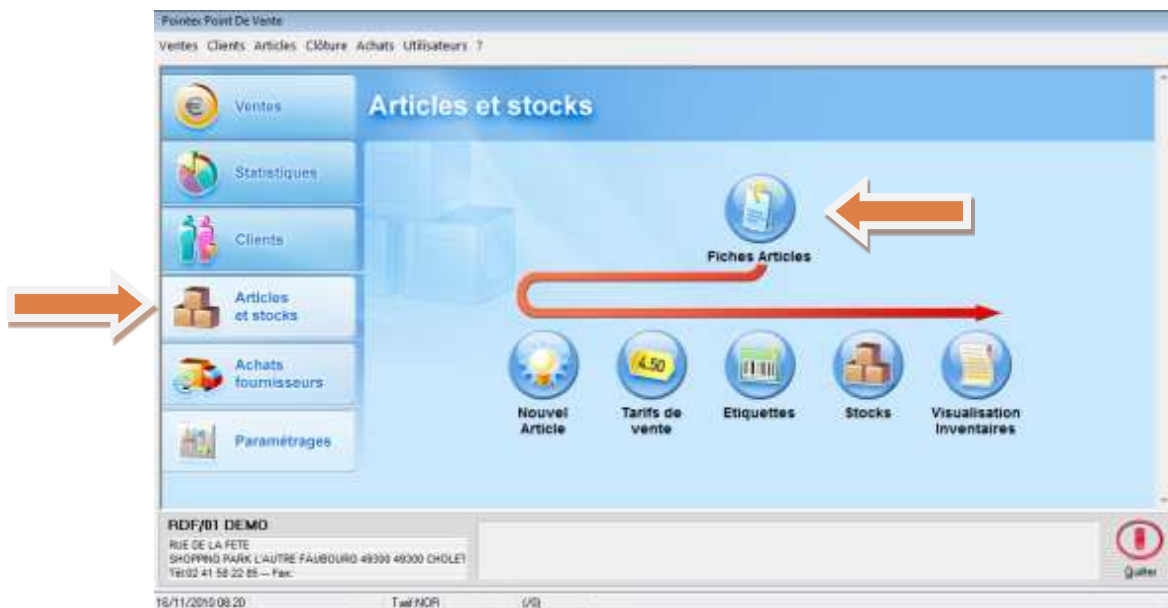 Pointex Point De Vente
Ventes Clients Articles Clôture Achats Utilisateurs ?
Ventes
Articles et stocks
Statistiques
Clients
Fiches Articles
Articles
et stocks
4.50
Achats
fournisseurs
Nouvel
Article
Tarifs de
vente
Etiquettes
Stocks
Visualisation
Inventaires
Paramétrages
RDF/01 DEMO
RUE DE LA FETE
SHOPPING PARK L'AUTRE FAUBOURG 49300 49300 CHOLET
Tél:02 41 58 22 85 -- Fax:
Quitter
16/11/2010 08:20 Tarif:NOR